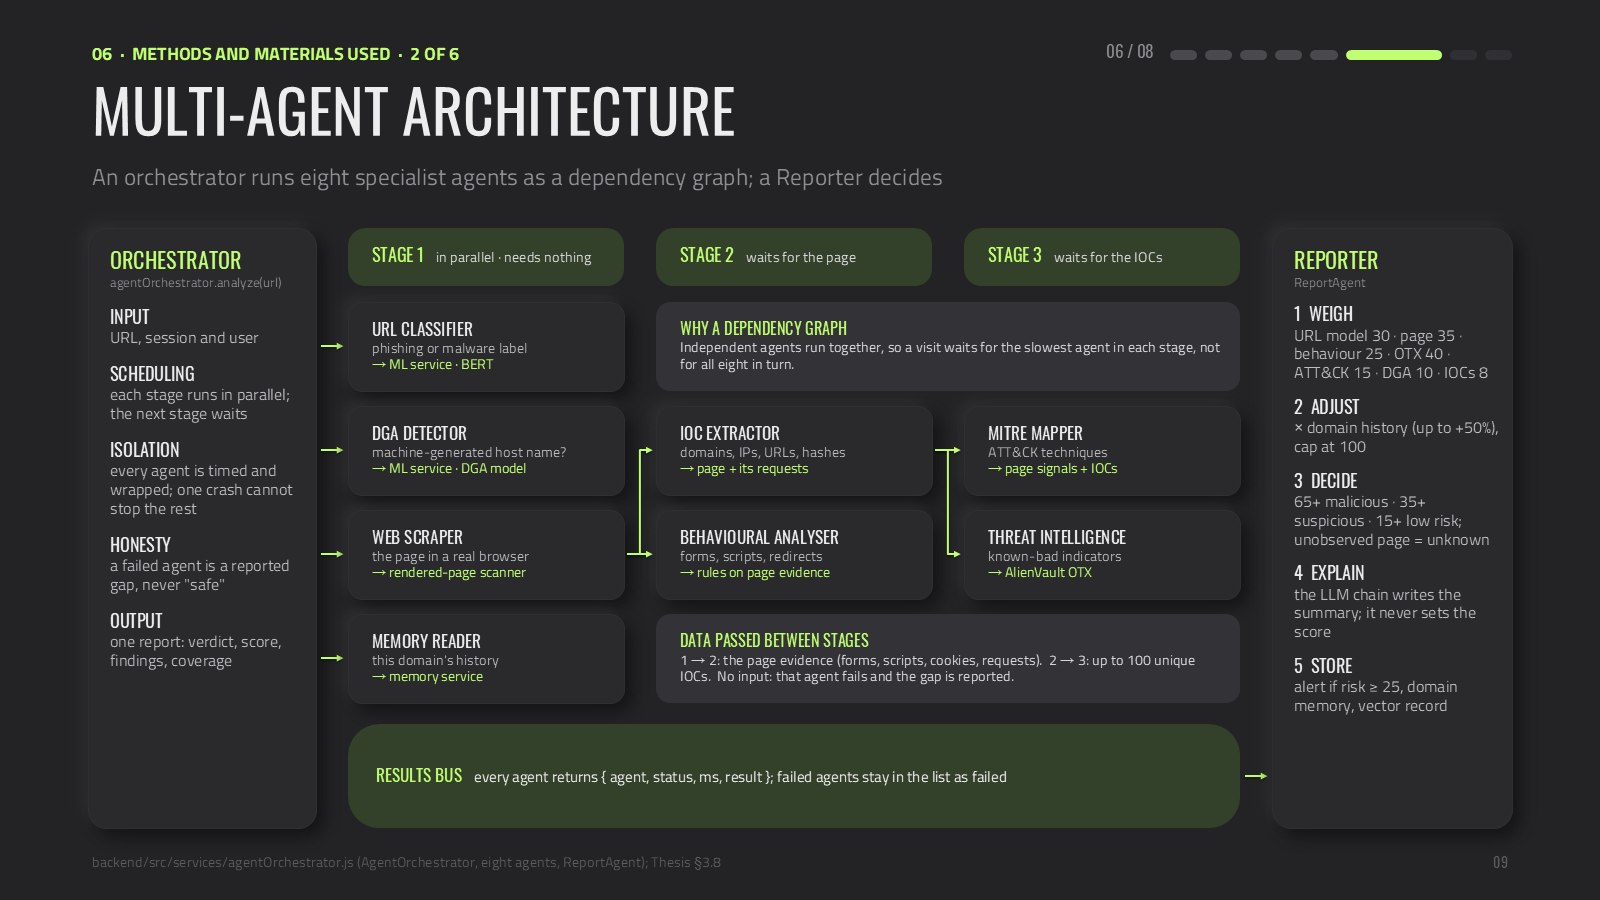 06 · METHODS AND MATERIALS USED · 2 OF 6
06 / 08
MULTI-AGENT ARCHITECTURE
An orchestrator runs eight specialist agents as a dependency graph; a Reporter decides
ORCHESTRATOR
agentOrchestrator.analyze(url)
INPUT
URL, session and user
SCHEDULING
each stage runs in parallel;
the next stage waits
ISOLATION
every agent is timed and
wrapped; one crash cannot
stop the rest
HONESTY
a failed agent is a reported
gap, never "safe"
OUTPUT
one report: verdict, score,
findings, coverage
STAGE 1 in parallel · needs nothing
STAGE 2 waits for the page
STAGE 3 waits for the IOCs
URL CLASSIFIER
phishing or malware label
→ ML service · BERT
WHY A DEPENDENCY GRAPH
Independent agents run together, so a visit waits for the slowest agent in each stage, not
for all eight in turn.
DGA DETECTOR
machine-generated host name?
→ ML service · DGA model
IOC EXTRACTOR
domains, IPs, URLs, hashes
→ page + its requests
MITRE MAPPER
ATT&CK techniques
→ page signals + IOCs
WEB SCRAPER
the page in a real browser
→ rendered-page scanner
BEHAVIOURAL ANALYSER
forms, scripts, redirects
→ rules on page evidence
THREAT INTELLIGENCE
known-bad indicators
→ AlienVault OTX
MEMORY READER
this domain's history
→ memory service
DATA PASSED BETWEEN STAGES
1 → 2: the page evidence (forms, scripts, cookies, requests). 2 → 3: up to 100 unique
IOCs. No input: that agent fails and the gap is reported.
RESULTS BUS every agent returns { agent, status, ms, result }; failed agents stay in the list as failed
REPORTER
ReportAgent
1 WEIGH
URL model 30 · page 35 ·
behaviour 25 · OTX 40 ·
ATT&CK 15 · DGA 10 · IOCs 8
2 ADJUST
× domain history (up to +50%),
cap at 100
3 DECIDE
65+ malicious · 35+
suspicious · 15+ low risk;
unobserved page = unknown
4 EXPLAIN
the LLM chain writes the
summary; it never sets the
score
5 STORE
alert if risk ≥ 25, domain
memory, vector record
backend/src/services/agentOrchestrator.js (AgentOrchestrator, eight agents, ReportAgent); Thesis §3.8
09